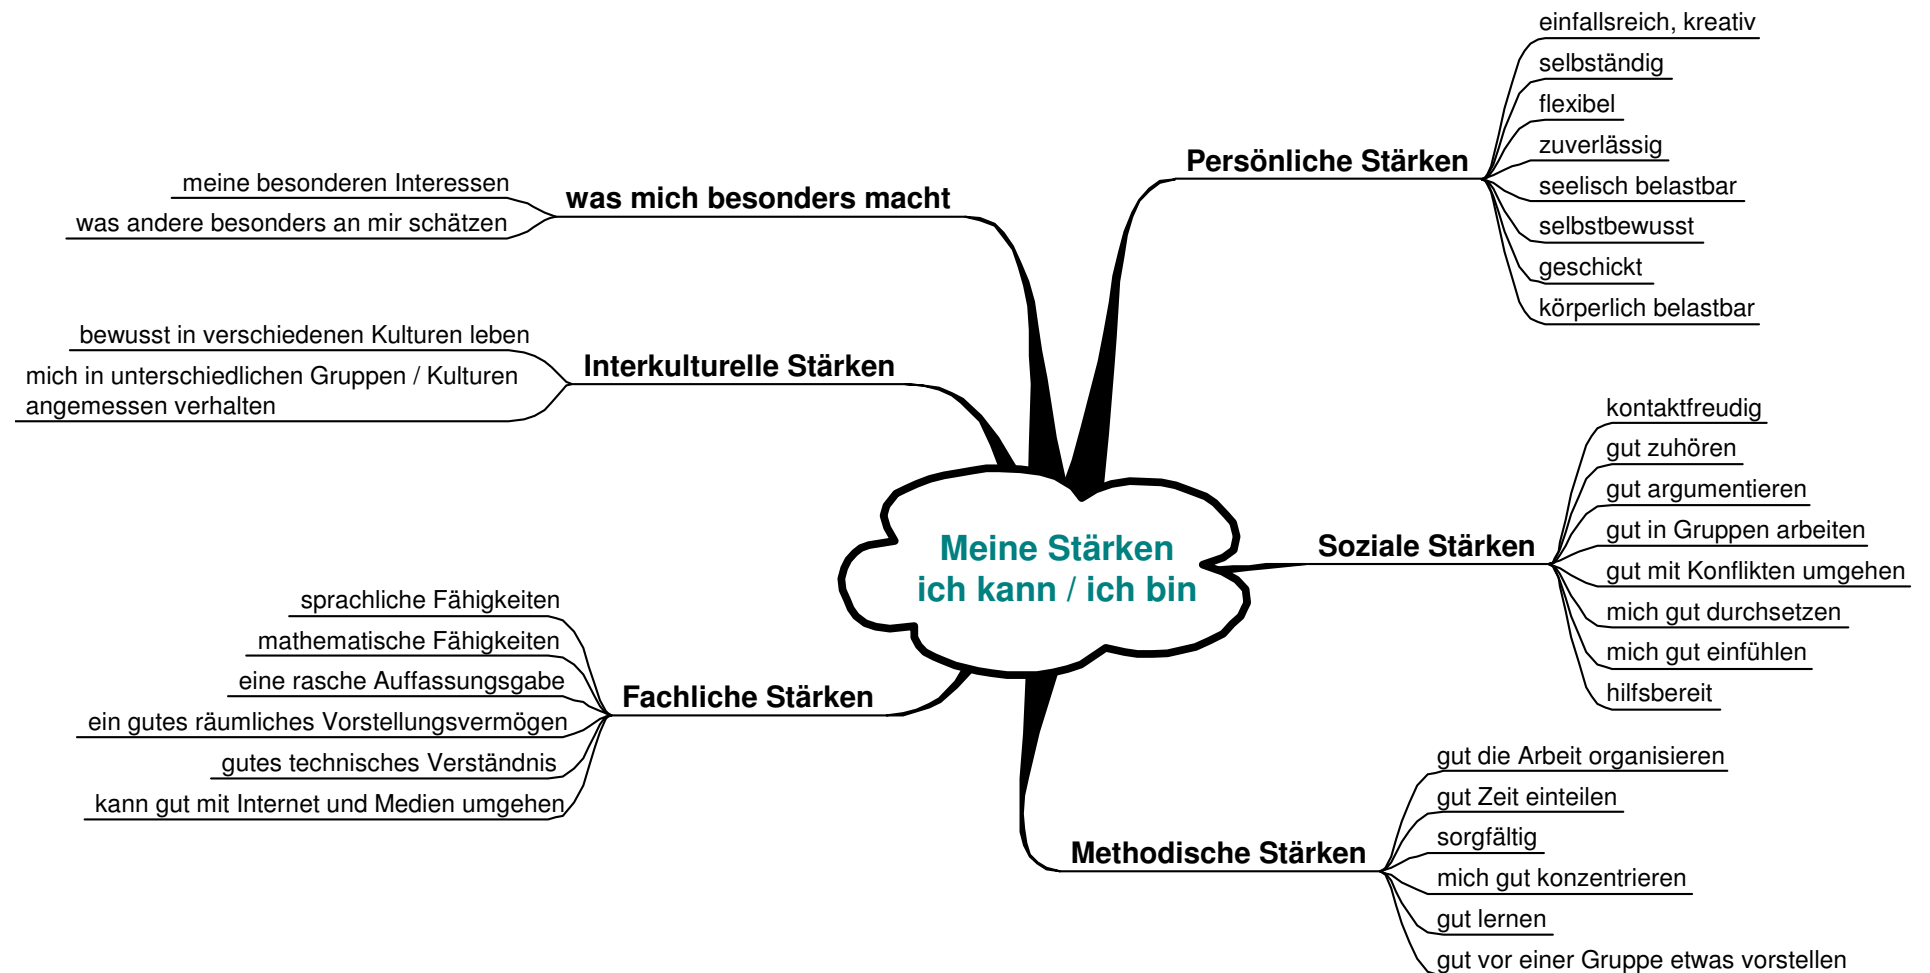 Meine Stärken
ich kann / ich bin
Persönliche Stärken
einfallsreich, kreativ
selbständig
flexibel
zuverlässig
seelisch belastbar
selbstbewusst
geschickt
körperlich belastbar
Soziale Stärken
kontaktfreudig
gut zuhören
gut argumentieren
gut in Gruppen arbeiten
gut mit Konflikten umgehen
mich gut durchsetzen
mich gut einfühlen
hilfsbereit
Methodische Stärken
gut die Arbeit organisieren
gut Zeit einteilen
sorgfältig
mich gut konzentrieren
gut lernen
gut vor einer Gruppe etwas vorstellen
Fachliche Stärken
sprachliche Fähigkeiten
mathematische Fähigkeiten
eine rasche Auffassungsgabe
ein gutes räumliches Vorstellungsvermögen
gutes technisches Verständnis
kann gut mit Internet und Medien umgehen
Interkulturelle Stärken
bewusst in verschiedenen Kulturen leben
mich in unterschiedlichen Gruppen / Kulturen
angemessen verhalten
was mich besonders macht
meine besonderen Interessen
was andere besonders an mir schätzen